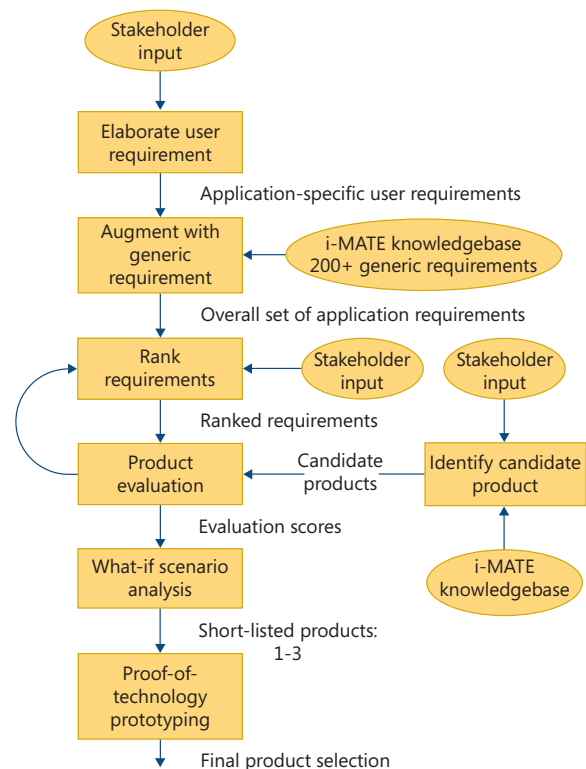 Stakeholder
input
Elaborate user
requirement
Application-specific user requirements
Augment with
generic
requirement
i-MATE knowledgebase
200+ generic requirements
Overall set of application requirements
Rank
requirements
Stakeholder
input
Stakeholder
input
Ranked requirements
Product
evaluation
Candidate
products
Identify candidate
product
Evaluation scores
What-if scenario
analysis
i-MATE
knowledgebase
Short-listed products:
1-3
Proof-of-
technology
prototyping
Final product selection